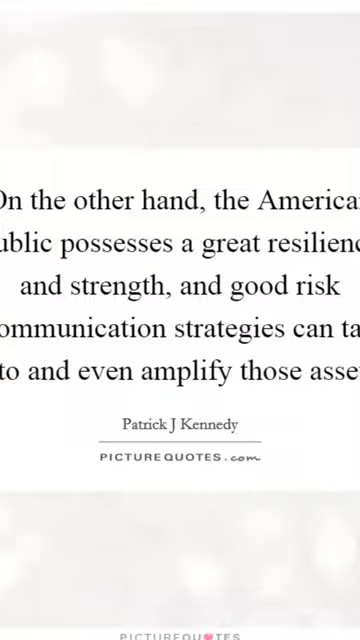 On the other hand, the America
ublic possesses a great resilienc
and strength, and good risk
ommunication strategies can ta
to and even amplify those asse
Patrick J Kennedy
PICTUREQUOTES.com
PICTUREQUOTES